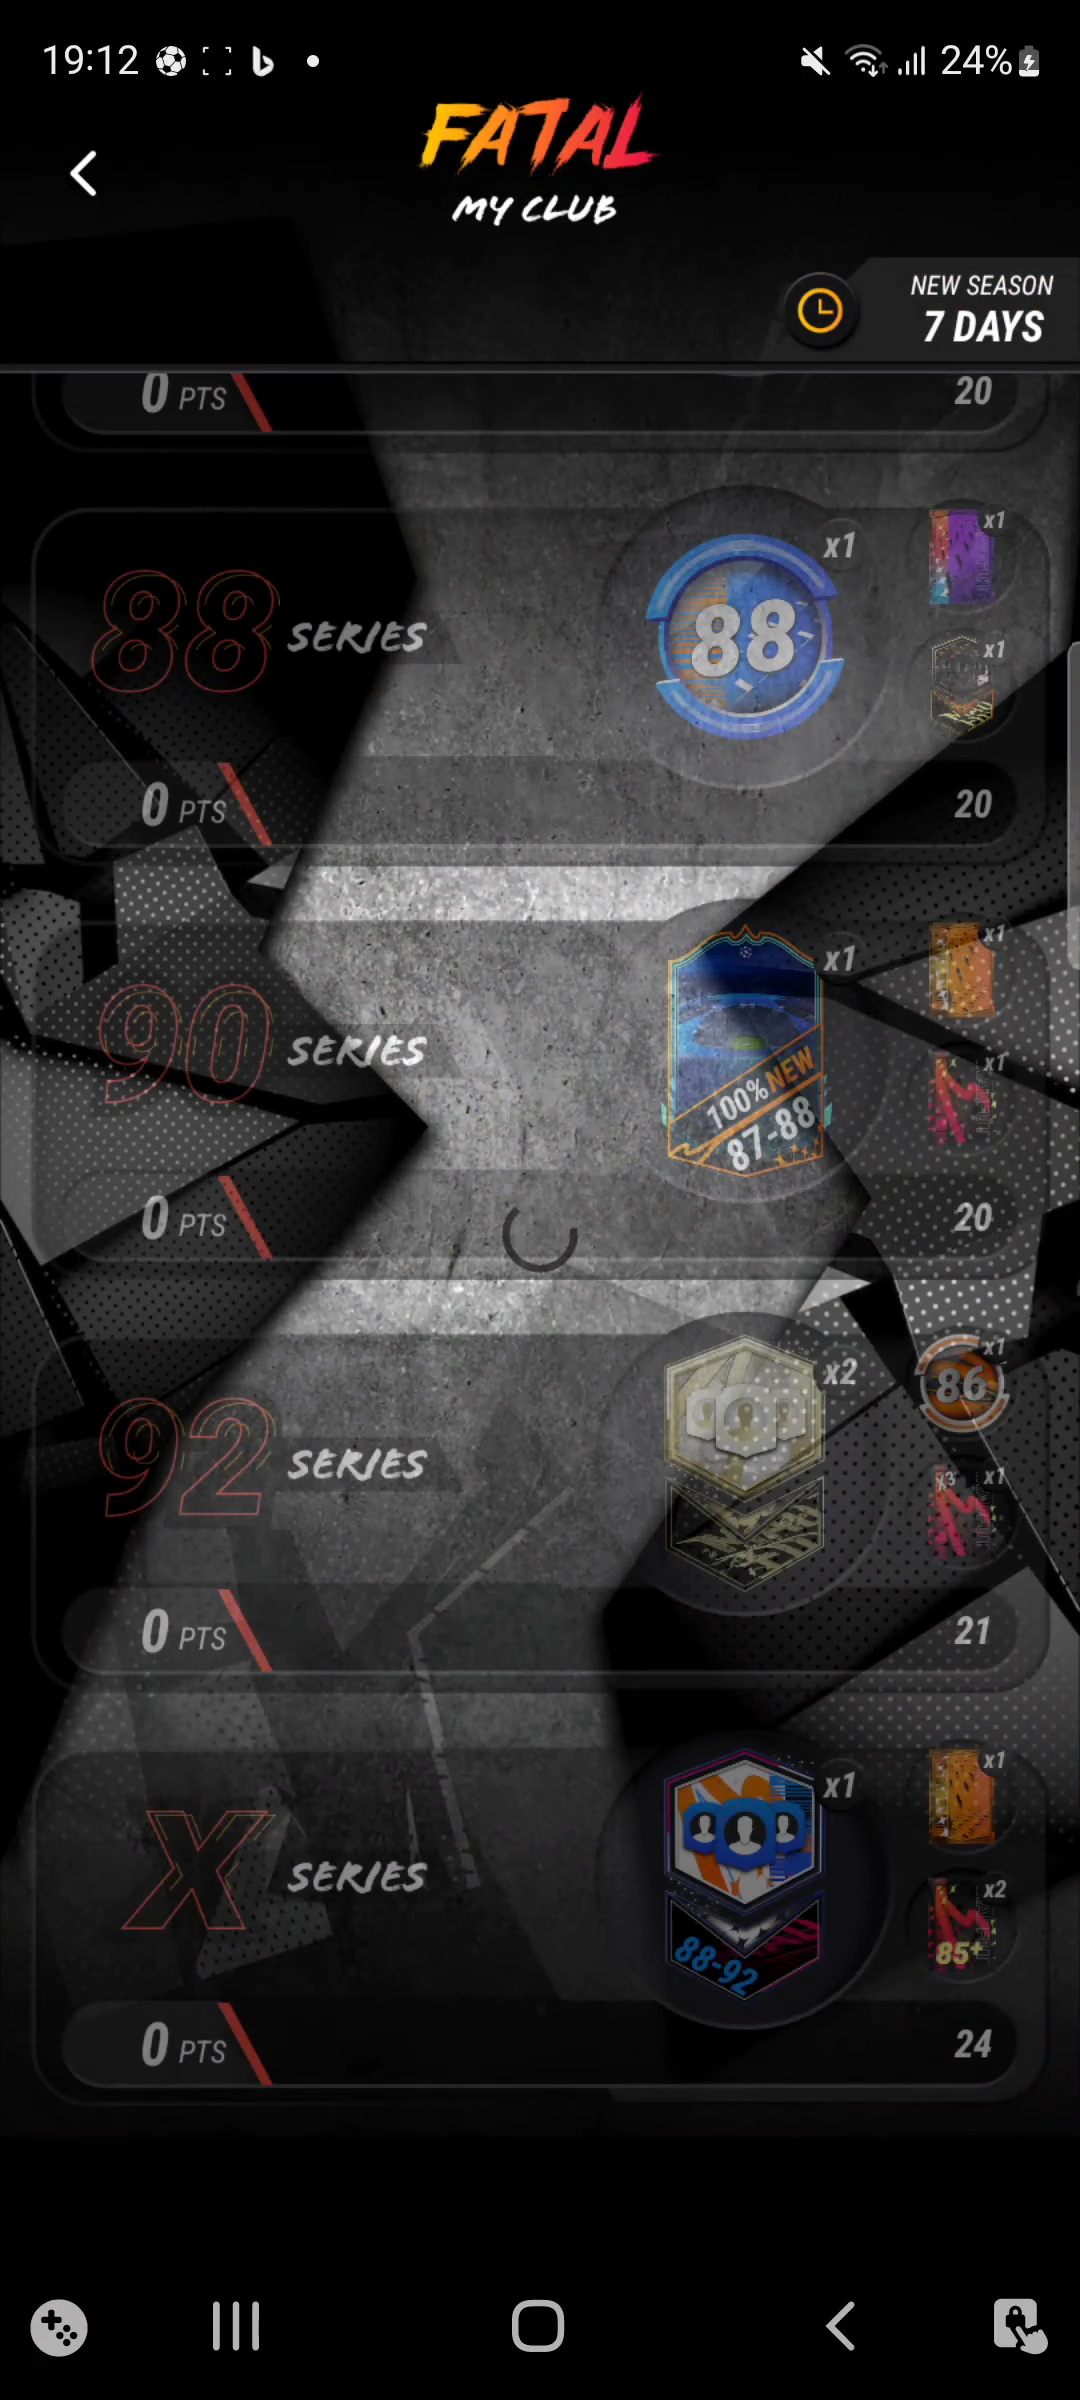 19:12
24%
FATAL
MY CLUB
NEW SEASON
7 DAYS
0 PTS
20
88 SERIES
88
x1
x1
x1
0 PTS
20
90 SERIES
100% NEW
87-88
x1
x1
x1
0 PTS
20
92 SERIES
x2
86
x1
x3
x1
0 PTS
21
X SERIES
88-92
x1
x1
x2
85+
0 PTS
24